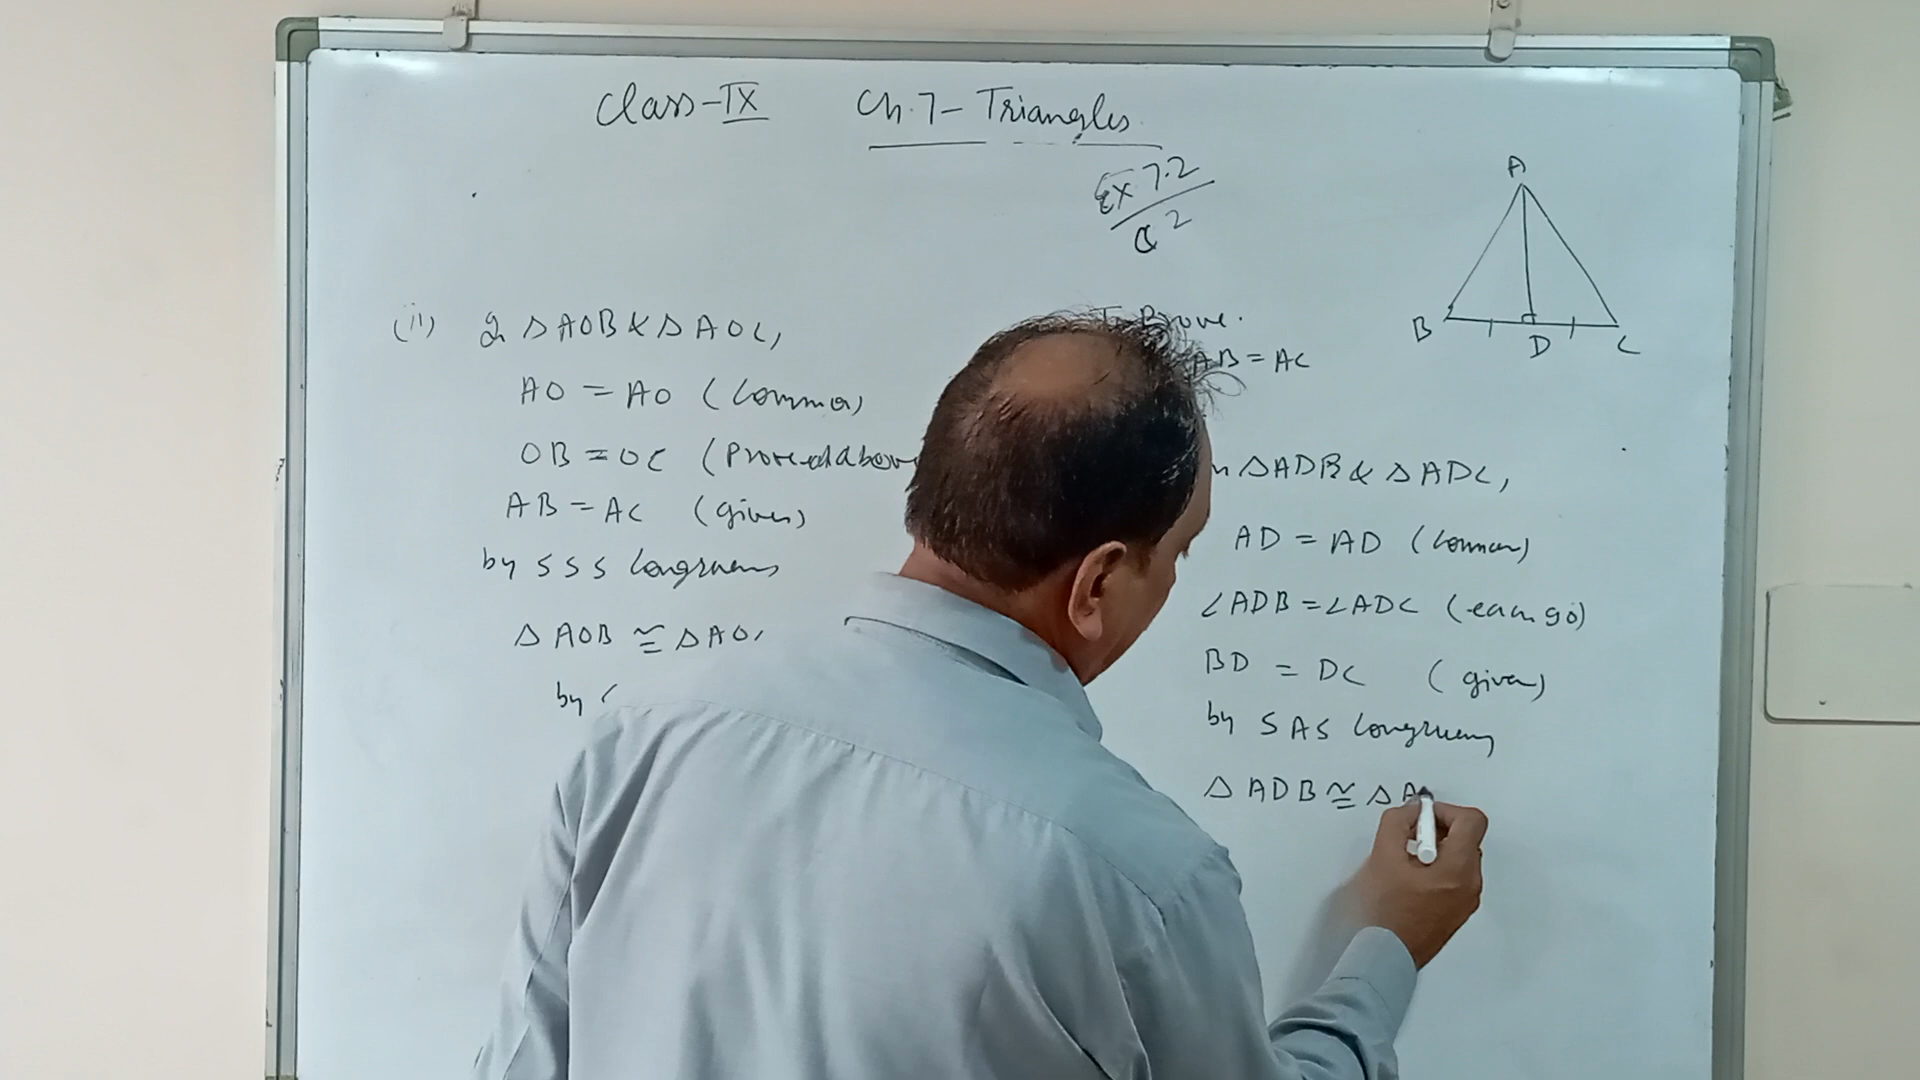 Class-IX Ch.7- Triangles
Ex 7.2
Q 2
A
B D C
(ii) In △AOB & △AOC,
AO = AO (Common)
OB = OC (Proved above
AB = AC (given)
by SSS Congruency
△AOB ≅ △AO
by C
To Prove.
AB = AC
In △ADB & △ADC,
AD = AD (Common)
∠ADB = ∠ADC (each 90)
BD = DC (given)
by SAS Congruency
△ADB ≅ △A